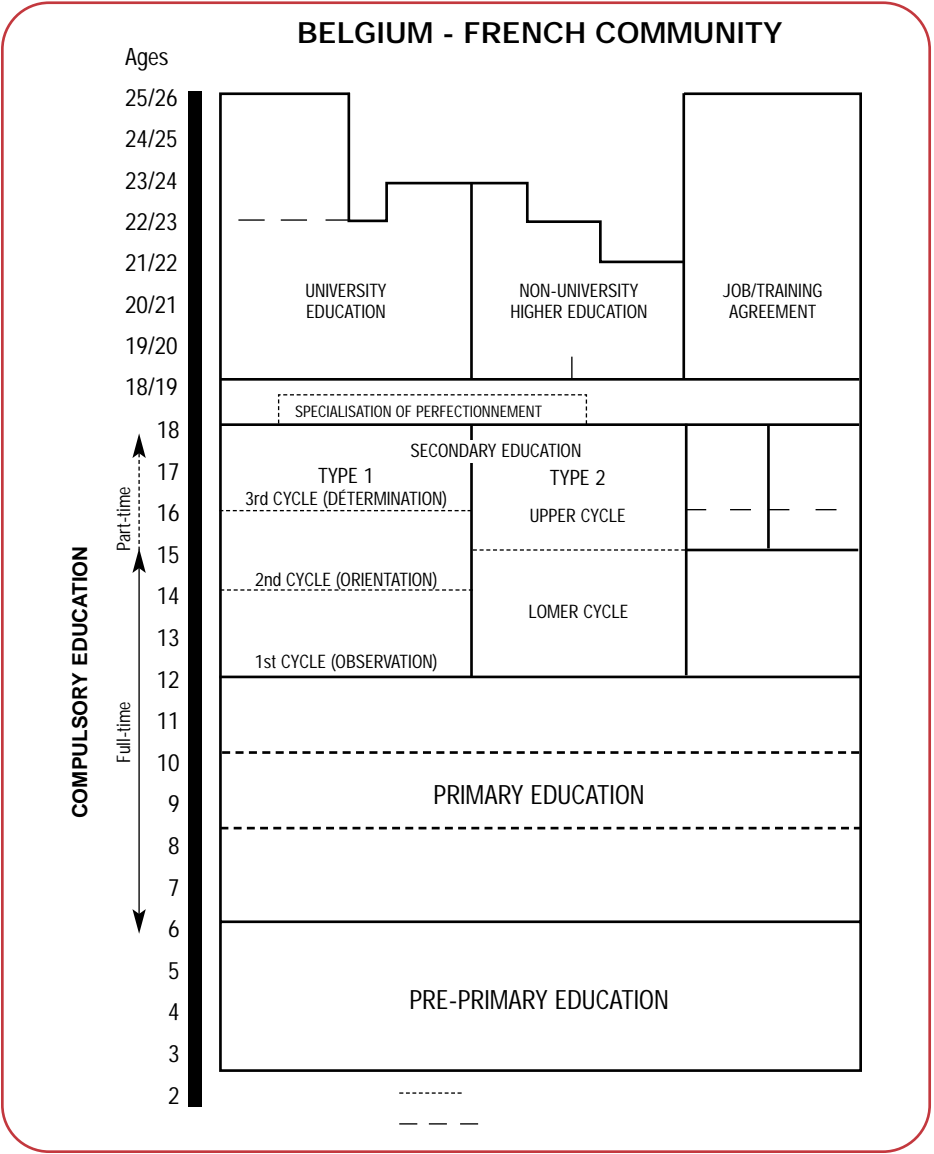 BELGIUM - FRENCH COMMUNITY
Ages
25/26
24/25
23/24
22/23
21/22
20/21
19/20
18/19
18
17
16
15
14
13
12
11
10
9
8
7
6
5
4
3
2
COMPULSORY EDUCATION
Part-time
Full-time
UNIVERSITY
EDUCATION
NON-UNIVERSITY
HIGHER EDUCATION
JOB/TRAINING
AGREEMENT
SPECIALISATION OF PERFECTIONNEMENT
SECONDARY EDUCATION
TYPE 1
3rd CYCLE (DÉTERMINATION)
2nd CYCLE (ORIENTATION)
1st CYCLE (OBSERVATION)
TYPE 2
UPPER CYCLE
LOMER CYCLE
PRIMARY EDUCATION
PRE-PRIMARY EDUCATION